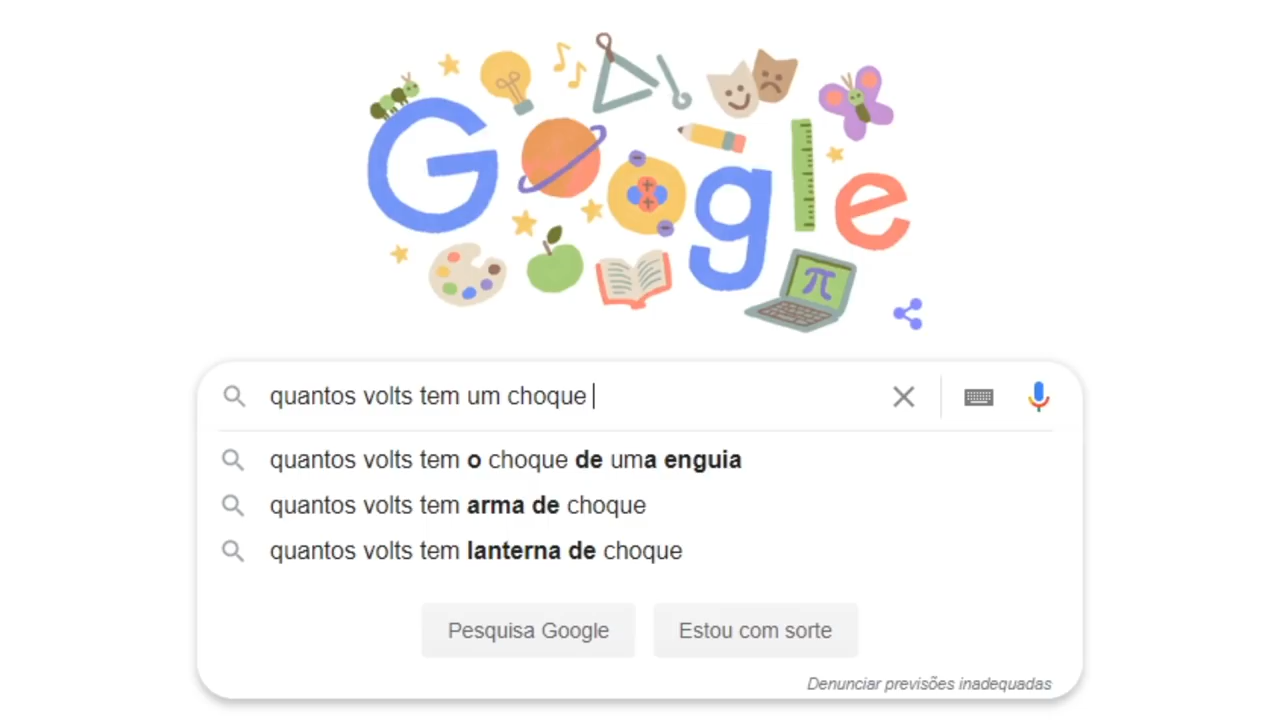 Google
quantos volts tem um choque
quantos volts tem o choque de uma enguia
quantos volts tem arma de choque
quantos volts tem lanterna de choque
Pesquisa Google
Estou com sorte
Denunciar previsões inadequadas